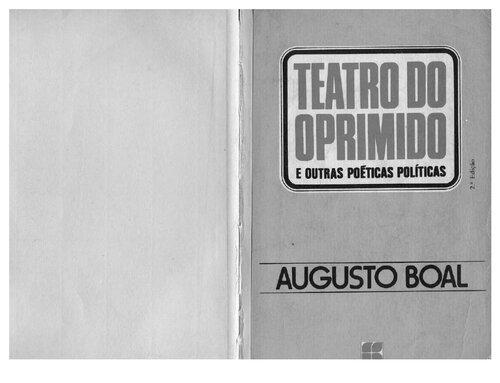 TEATRO DO
OPRIMIDO
E OUTRAS POÉTICAS POLÍTICAS
2.ª Edição
AUGUSTO BOAL